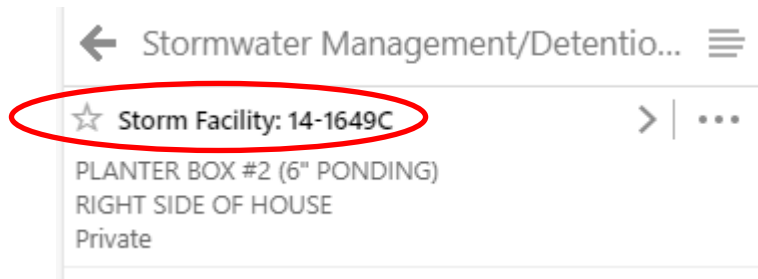 Stormwater Management/Detentio...
Storm Facility: 14-1649C
PLANTER BOX #2 (6" PONDING)
RIGHT SIDE OF HOUSE
Private